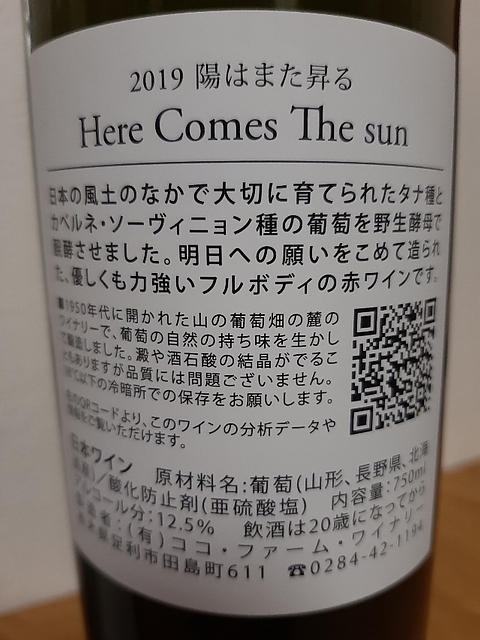 2019 陽はまた昇る
Here Comes The sun
日本の風土のなかで大切に育てられたタナ種と
カベルネ・ソーヴィニョン種の葡萄を野生酵母で
醗酵させました。明日への願いをこめて造られ
た、優しくも力強いフルボディの赤ワインです。
■1950年代に開かれた山の葡萄畑の麓の
ワイナリーで、葡萄の自然の持ち味を生かし
て醸造しました。澱や酒石酸の結晶がでるこ
ともありますが品質には問題ございません。
以下の冷暗所での保存をお願いします。
右のQRコードより、このワインの分析データや
情報をご覧いただけます。
日本ワイン 原材料名:葡萄(山形、長野県、北海
/酸化防止剤(亜硫酸塩) 内容量:750ml
アルコール分:12.5% 飲酒は20歳になってから
製造者:(有)ココ・ファーム・ワイナリー
栃木県足利市田島町611 ☎0284-42-1194